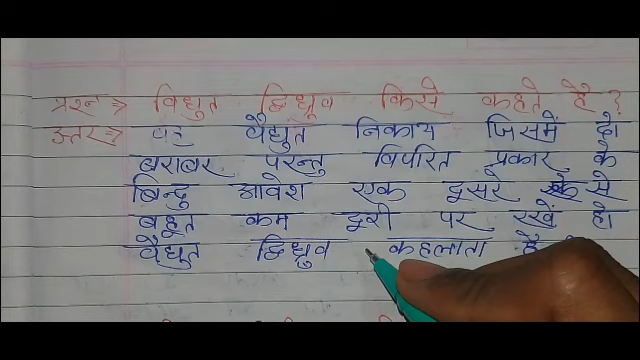 प्रश्न ⇒ विधुत द्विध्रूव किसे कहते है ?
उत्तर ⇒ वह वैधुत निकाय जिसमें दो
बराबर परन्तु विपरित प्रकार के
बिन्दु आवेश एक दूसरे से
बहूत कम दूरी पर रखें हो
वैधुत द्विध्रुव कहलाता है